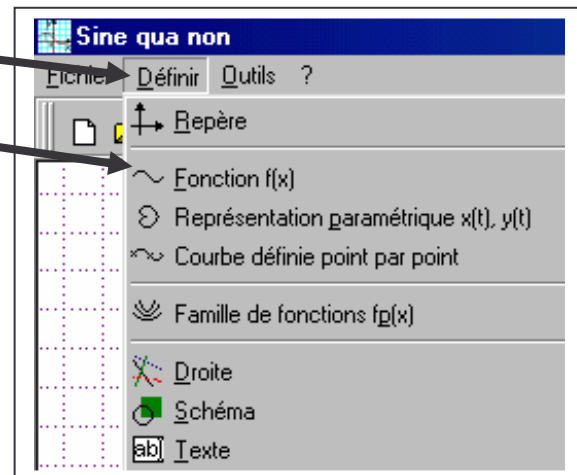 Sine qua non
Fichier Définir Outils ?
Repère
Fonction f(x)
Représentation paramétrique x(t), y(t)
Courbe définie point par point
Famille de fonctions fp(x)
Droite
Schéma
ab Texte